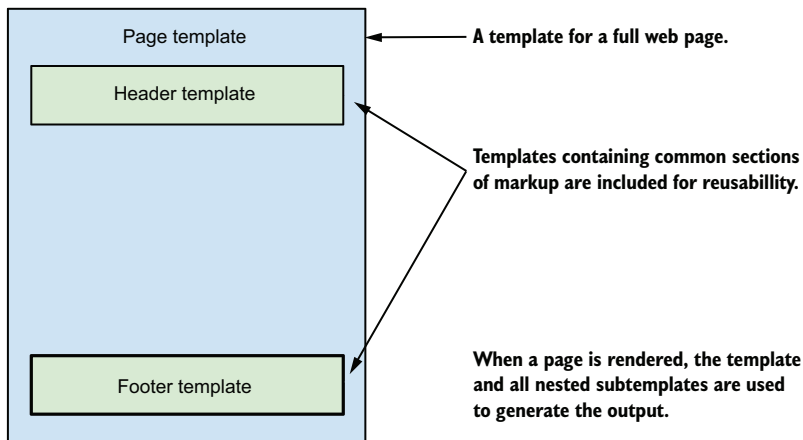 Page template
A template for a full web page.
Header template
Templates containing common sections
of markup are included for reusabillity.
Footer template
When a page is rendered, the template
and all nested subtemplates are used
to generate the output.